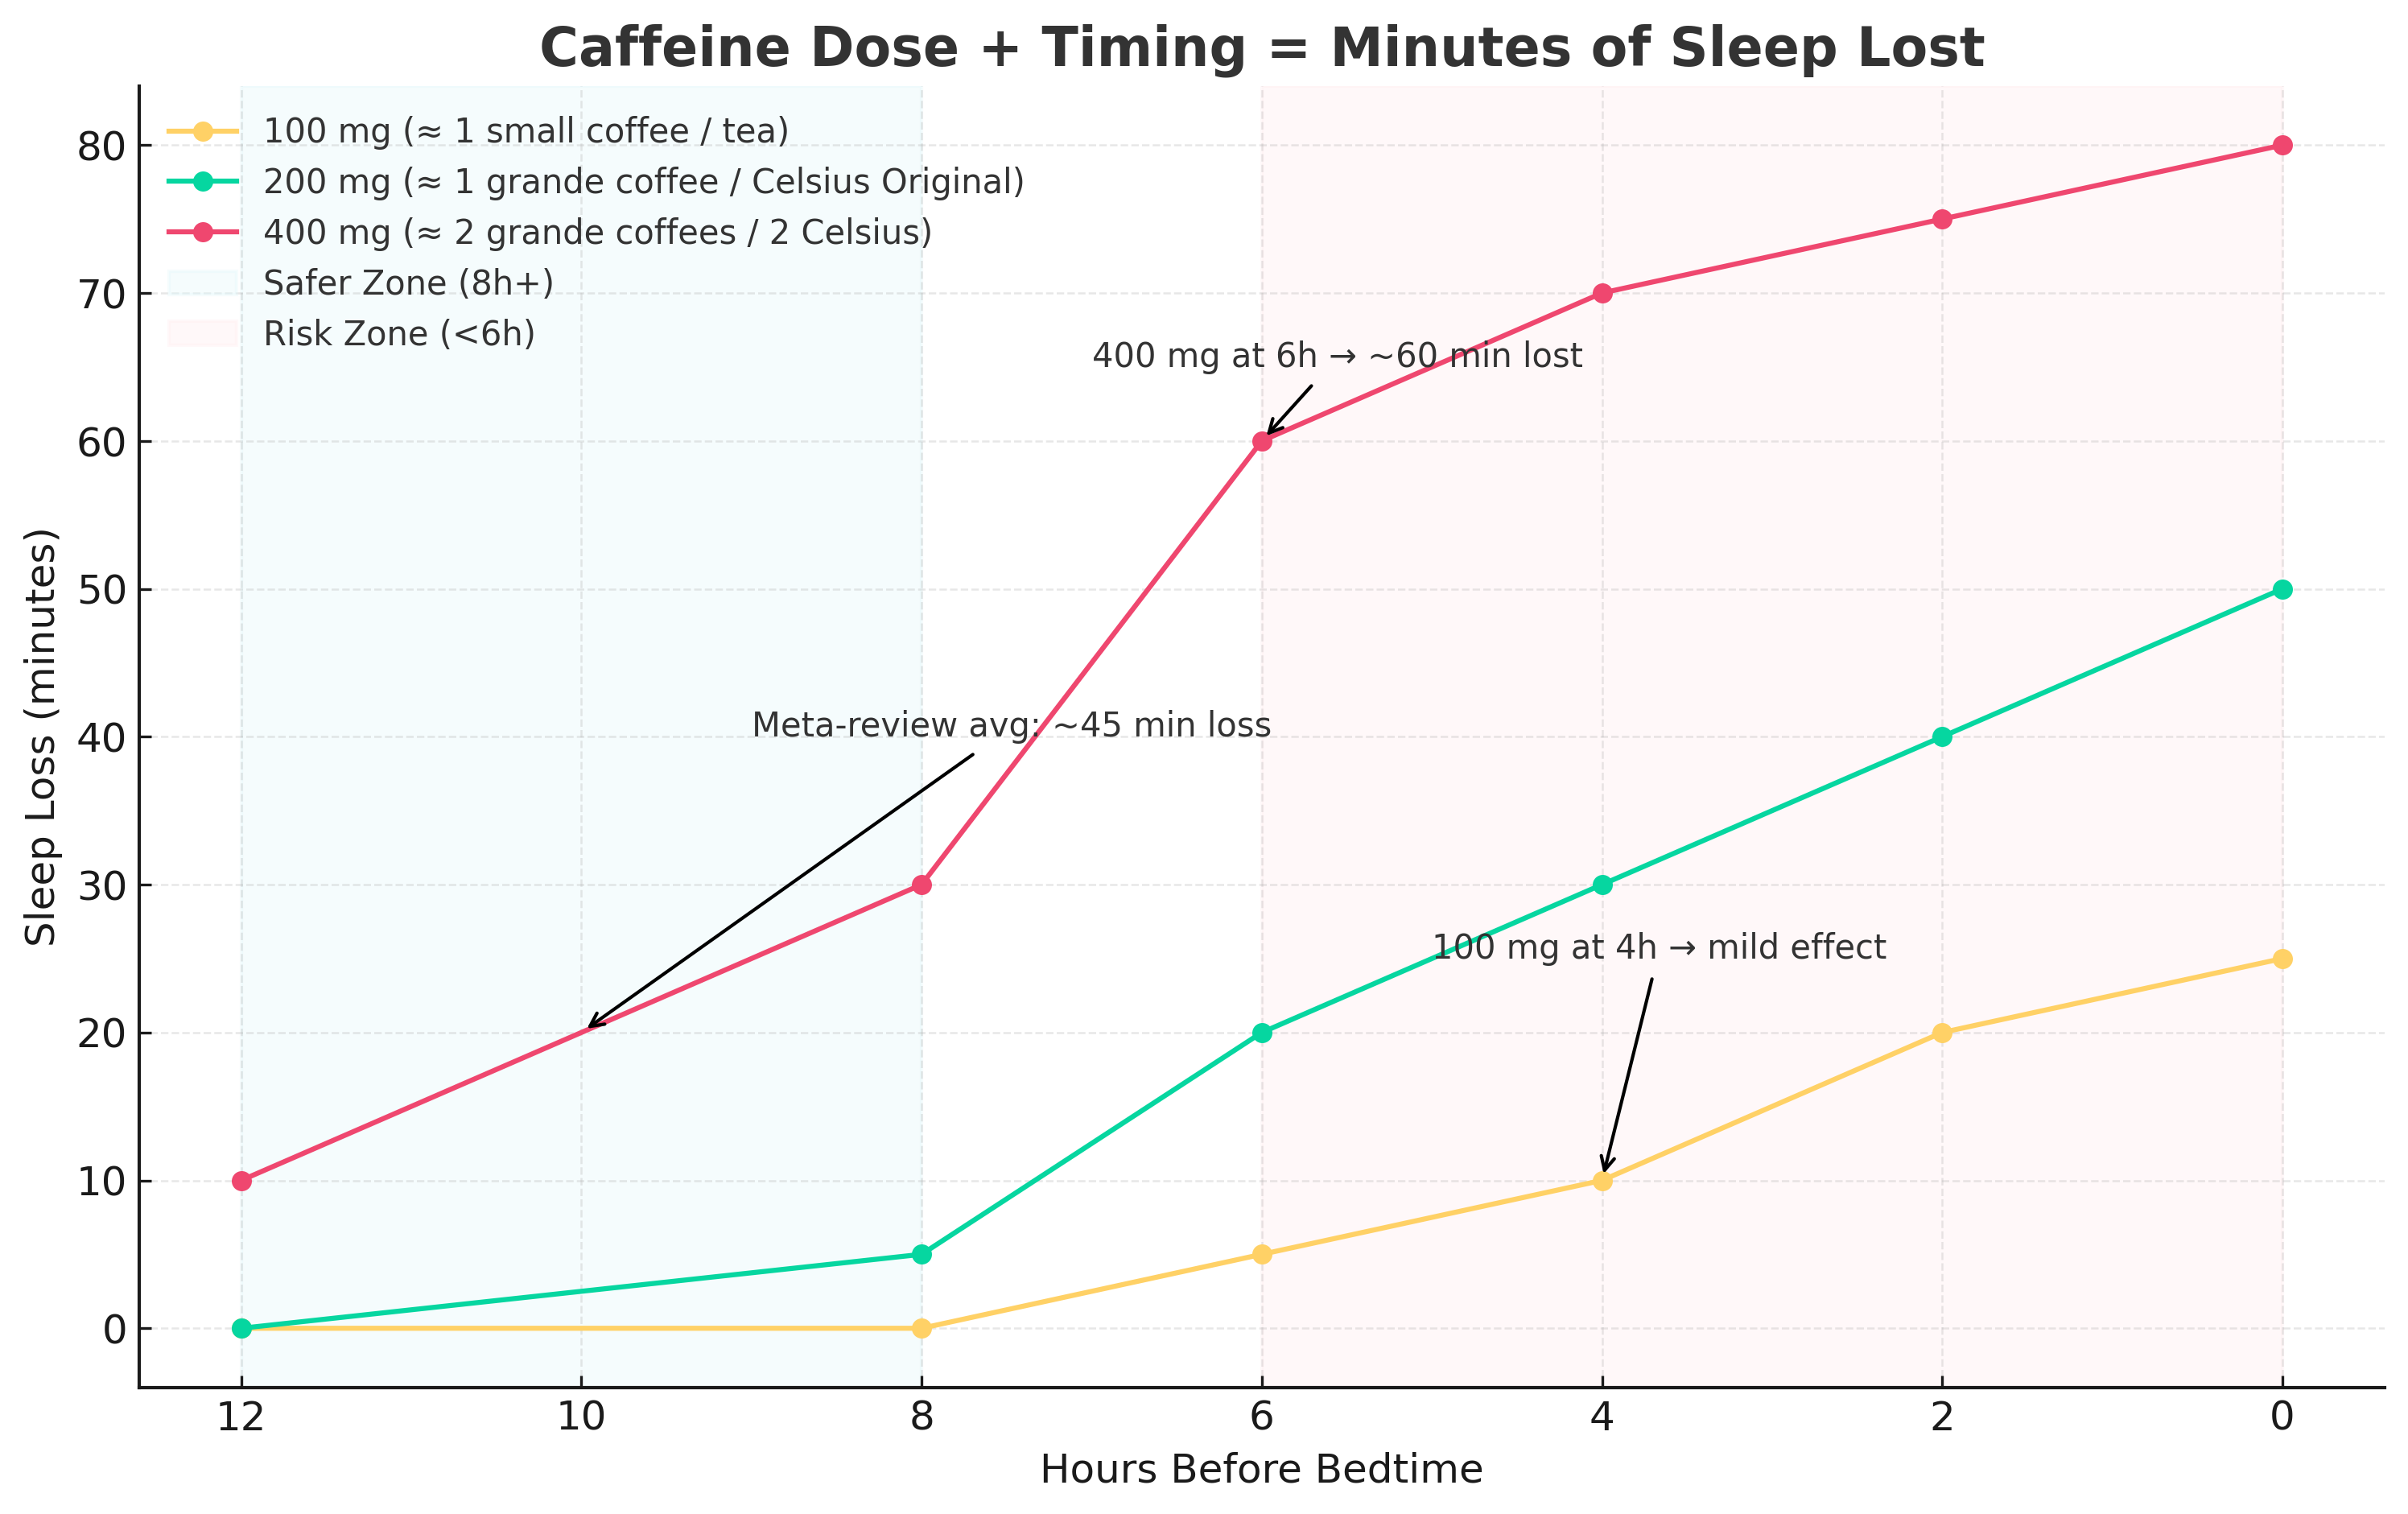 Caffeine Dose + Timing = Minutes of Sleep Lost
100 mg (≈ 1 small coffee / tea)
200 mg (≈ 1 grande coffee / Celsius Original)
400 mg (≈ 2 grande coffees / 2 Celsius)
Safer Zone (8h+)
Risk Zone (<6h)
400 mg at 6h → ~60 min lost
Meta-review avg: ~45 min loss
100 mg at 4h → mild effect
Sleep Loss (minutes)
80
70
60
50
40
30
20
10
0
12 10 8 6 4 2 0
Hours Before Bedtime